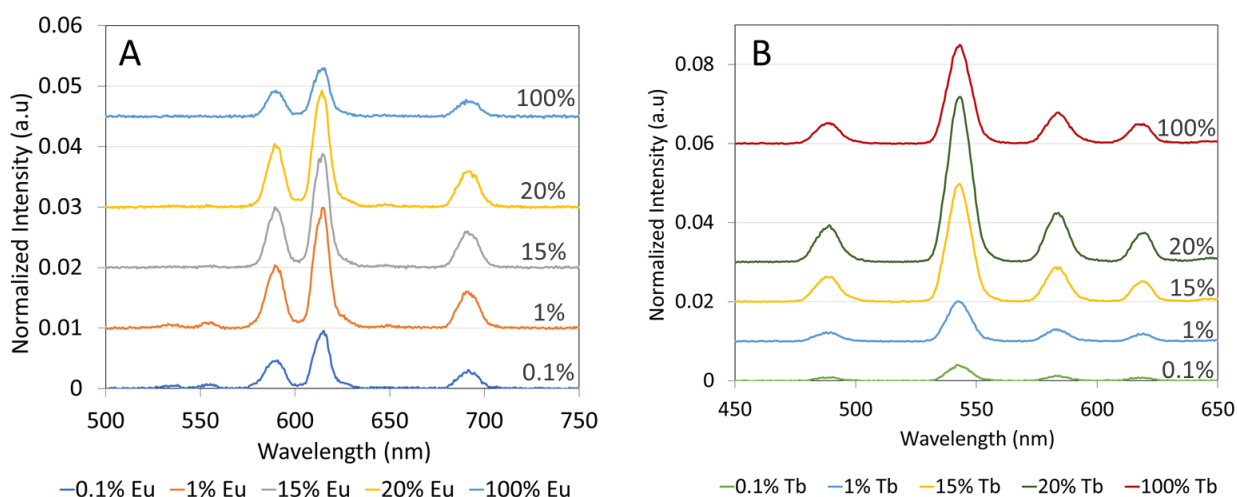 A
Normalized Intensity (a.u)
0.06
0.05
0.04
0.03
0.02
0.01
0
100%
20%
15%
1%
0.1%
500 550 600 650 700 750
Wavelength (nm)
0.1% Eu 1% Eu 15% Eu 20% Eu 100% Eu
B
Normalized Intensity (a.u)
0.08
0.06
0.04
0.02
0
100%
20%
15%
1%
0.1%
450 500 550 600 650
Wavelength (nm)
0.1% Tb 1% Tb 15% Tb 20% Tb 100% Tb